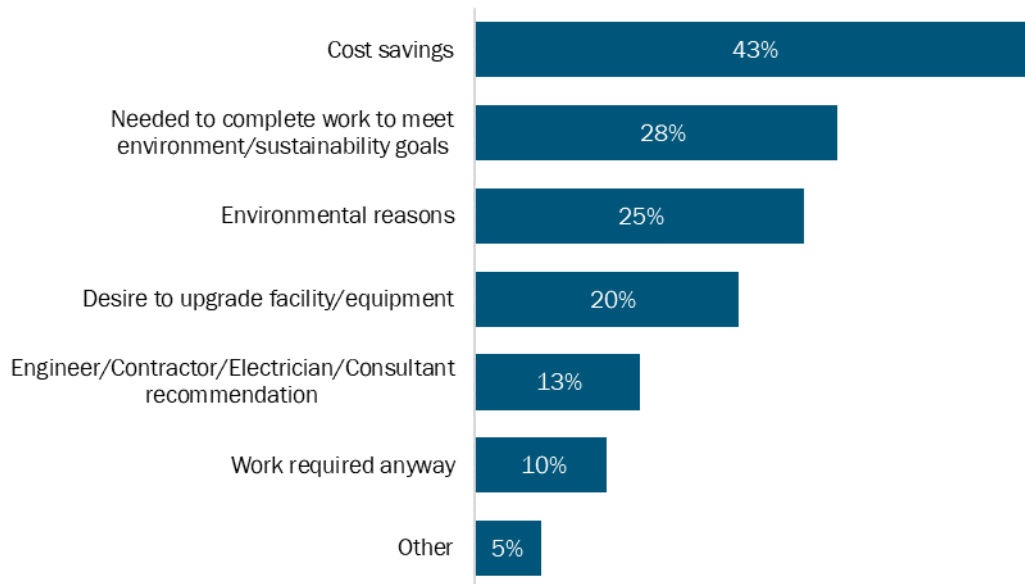 Cost savings
43%
Needed to complete work to meet
environment/sustainability goals
28%
Environmental reasons
25%
Desire to upgrade facility/equipment
20%
Engineer/Contractor/Electrician/Consultant
recommendation
13%
Work required anyway
10%
Other
5%